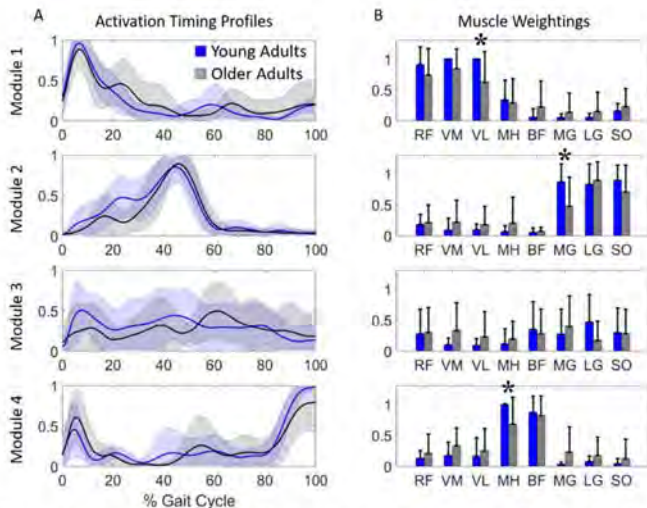 A
Activation Timing Profiles
B
Muscle Weightings
Module 1
1
0.5
0
Young Adults
Older Adults
0 20 40 60 80 100
1
0.5
0
*
RF VM VL MH BF MG LG SO
Module 2
1
0.5
0
0 20 40 60 80 100
1
0.5
0
*
RF VM VL MH BF MG LG SO
Module 3
1
0.5
0
0 20 40 60 80 100
1
0.5
0
RF VM VL MH BF MG LG SO
Module 4
1
0.5
0
0 20 40 60 80 100
% Gait Cycle
1
0.5
0
*
RF VM VL MH BF MG LG SO